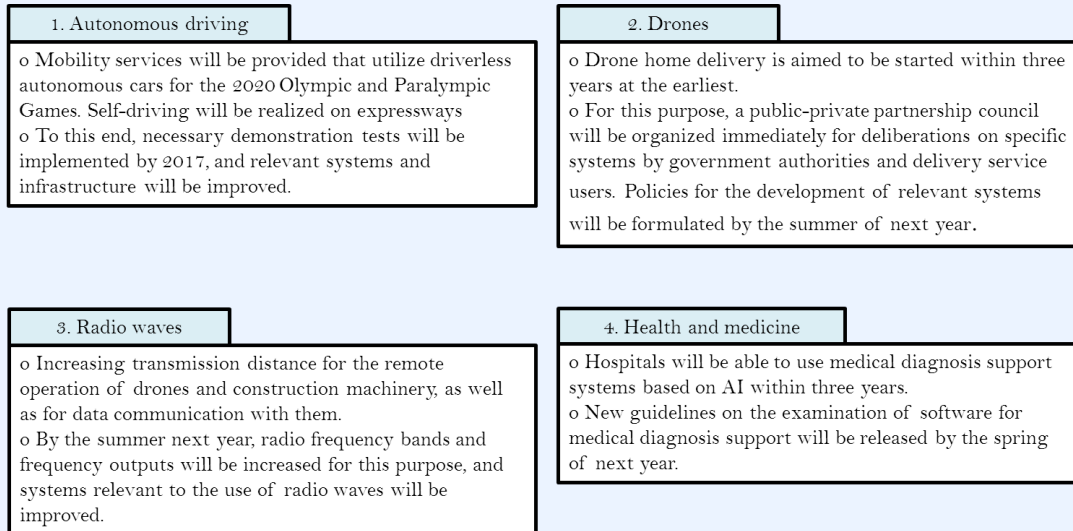 1. Autonomous driving
o Mobility services will be provided that utilize driverless
autonomous cars for the 2020 Olympic and Paralympic
Games. Self-driving will be realized on expressways
o To this end, necessary demonstration tests will be
implemented by 2017, and relevant systems and
infrastructure will be improved.
2. Drones
o Drone home delivery is aimed to be started within three
years at the earliest.
o For this purpose, a public-private partnership council
will be organized immediately for deliberations on specific
systems by government authorities and delivery service
users. Policies for the development of relevant systems
will be formulated by the summer of next year.
3. Radio waves
o Increasing transmission distance for the remote
operation of drones and construction machinery, as well
as for data communication with them.
o By the summer next year, radio frequency bands and
frequency outputs will be increased for this purpose, and
systems relevant to the use of radio waves will be
improved.
4. Health and medicine
o Hospitals will be able to use medical diagnosis support
systems based on AI within three years.
o New guidelines on the examination of software for
medical diagnosis support will be released by the spring
of next year.